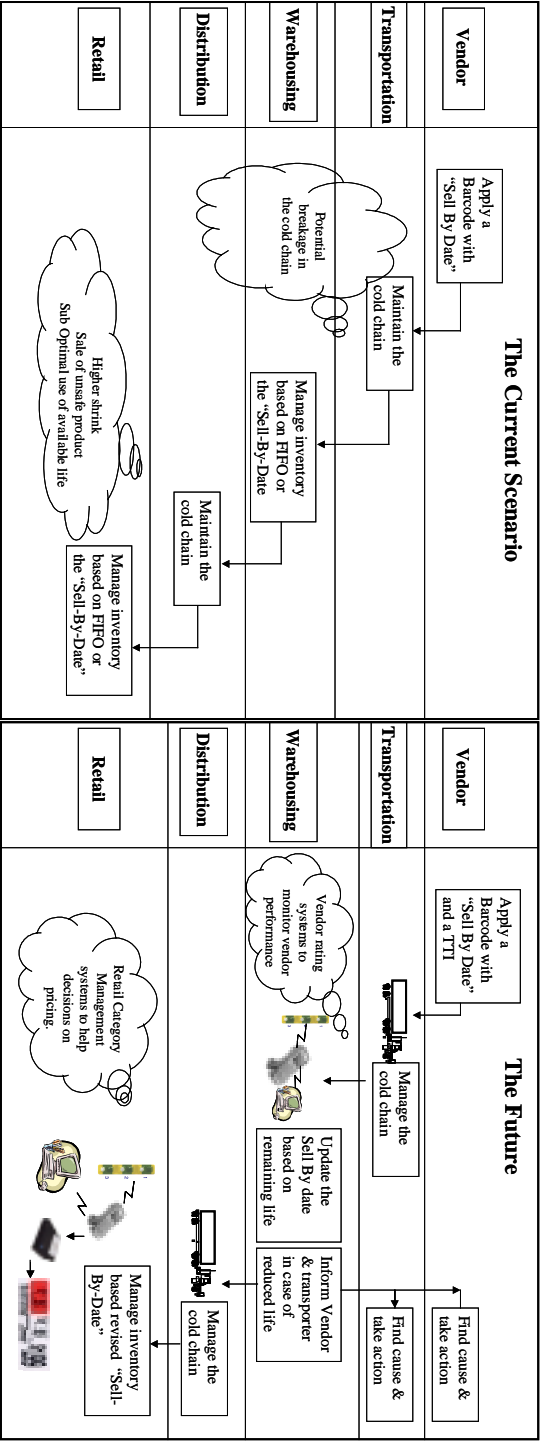 The Current Scenario
Vendor
Apply a
Barcode with
“Sell By Date”
Transportation
Maintain the
cold chain
Potential
breakage in
the cold chain
Warehousing
Manage inventory
based on FIFO or
the “Sell-By-Date
Distribution
Maintain the
cold chain
Retail
Higher shrink
Sale of unsafe product
Sub Optimal use of available life
Manage inventory
based on FIFO or
the “Sell-By-Date”
The Future
Vendor
Apply a
Barcode with
“Sell By Date”
and a TTI
Find cause &
take action
Transportation
Manage the
cold chain
Find cause &
take action
Warehousing
Vendor rating
systems to
monitor vendor
performance
Update the
Sell By date
based on
remaining life
Inform Vendor
& transporter
in case of
reduced life
Distribution
Manage the
cold chain
Retail
Retail Category
Management
systems to help
decisions on
pricing.
1
2
3
Manage inventory
based revised “Sell-
By-Date”